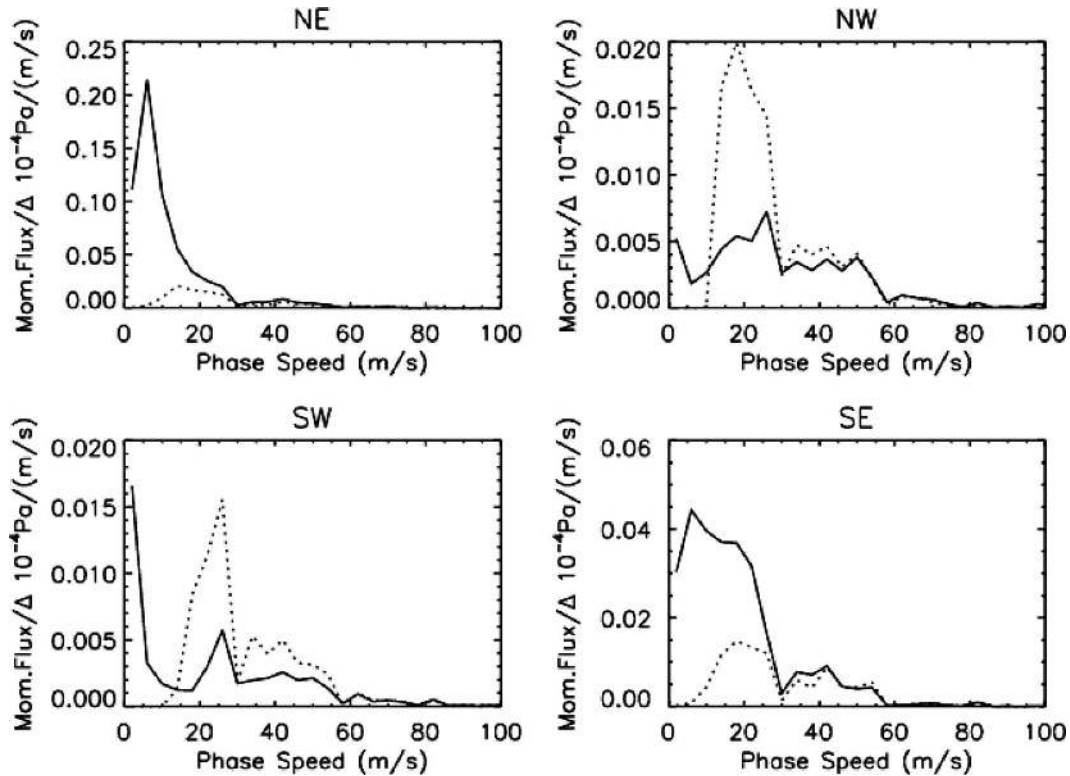 NE
0.25
0.20
0.15
0.10
0.05
0.00
Mom.Flux/Δ 10⁻⁴Pa/(m/s)
0 20 40 60 80 100
Phase Speed (m/s)
NW
0.020
0.015
0.010
0.005
0.000
Mom.Flux/Δ 10⁻⁴Pa/(m/s)
0 20 40 60 80 100
Phase Speed (m/s)
SW
0.020
0.015
0.010
0.005
0.000
Mom.Flux/Δ 10⁻⁴Pa/(m/s)
0 20 40 60 80 100
Phase Speed (m/s)
SE
0.06
0.04
0.02
0.00
Mom.Flux/Δ 10⁻⁴Pa/(m/s)
0 20 40 60 80 100
Phase Speed (m/s)